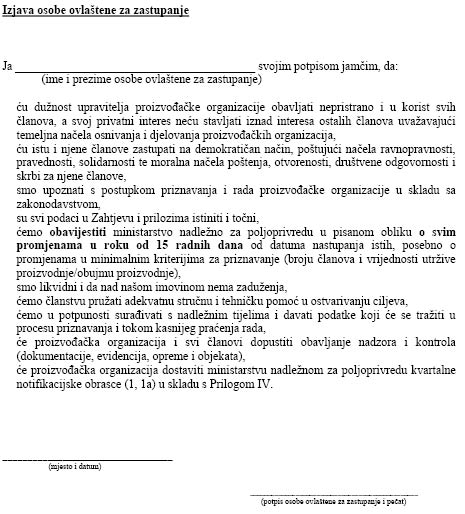 Izjava osobe ovlaštene za zastupanje
Ja ________________________________________ svojim potpisom jamčim, da:
(ime i prezime osobe ovlaštene za zastupanje)
ću dužnost upravitelja proizvođačke organizacije obavljati nepristrano i u korist svih
članova, a svoj privatni interes neću stavljati iznad interesa ostalih članova uvažavajući
temeljna načela osnivanja i djelovanja proizvođačkih organizacija,
ću istu i njene članove zastupati na demokratičan način, poštujući načela ravnopravnosti,
pravednosti, solidarnosti te moralna načela poštenja, otvorenosti, društvene odgovornosti i
skrbi za njene članove,
smo upoznati s postupkom priznavanja i rada proizvođačke organizacije u skladu sa
zakonodavstvom,
su svi podaci u Zahtjevu i prilozima istiniti i točni,
ćemo obavijestiti ministarstvo nadležno za poljoprivredu u pisanom obliku o svim
promjenama u roku od 15 radnih dana od datuma nastupanja istih, posebno o
promjenama u minimalnim kriterijima za priznavanje (broju članova i vrijednosti utržive
proizvodnje/obujmu proizvodnje),
smo likvidni i da nad našom imovinom nema zaduženja,
ćemo članstvu pružati adekvatnu stručnu i tehničku pomoć u ostvarivanju ciljeva,
ćemo u potpunosti surađivati s nadležnim tijelima i davati podatke koji će se tražiti u
procesu priznavanja i tokom kasnijeg praćenja rada,
će proizvođačka organizacija i svi članovi dopustiti obavljanje nadzora i kontrola
(dokumentacije, evidencija, opreme i objekata),
će proizvođačka organizacija dostaviti ministarstvu nadležnom za poljoprivredu kvartalne
notifikacijske obrasce (1, 1a) u skladu s Prilogom IV.
______________________________
(mjesto i datum)
______________________________
(potpis osobe ovlaštene za zastupanje i pečat)